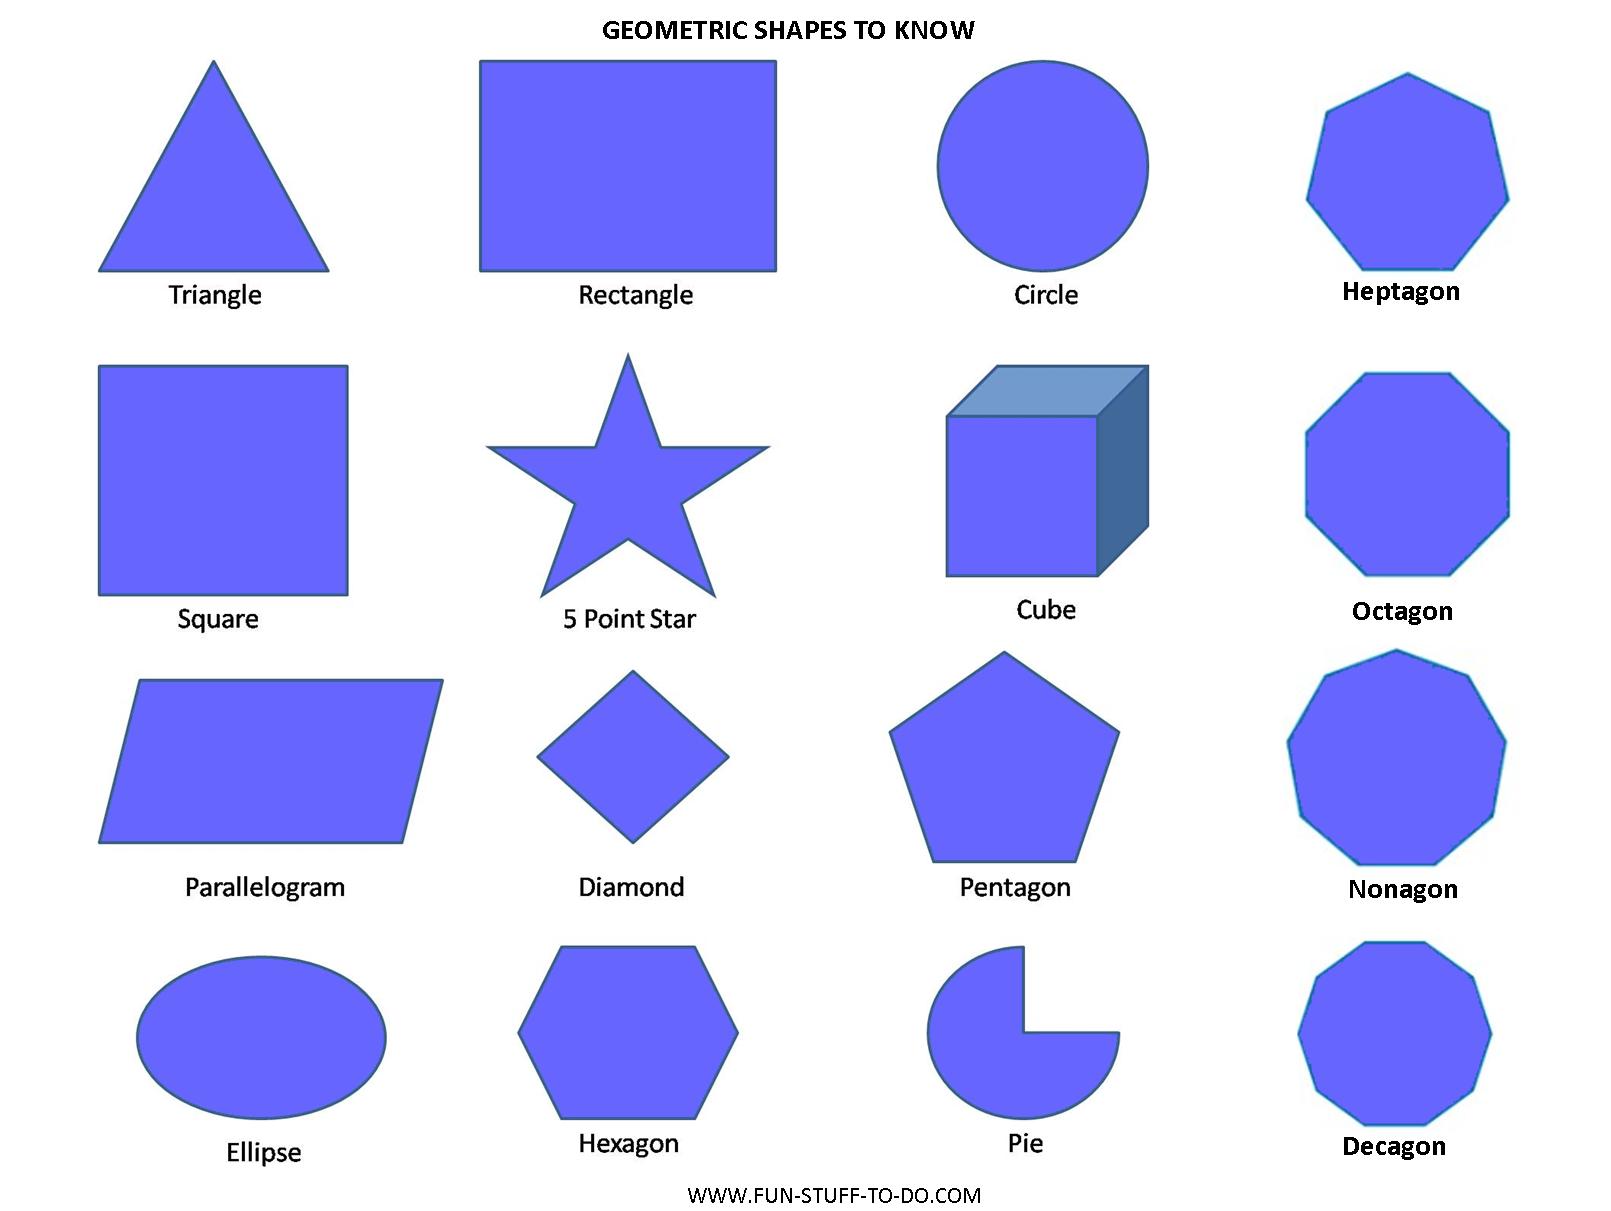 GEOMETRIC SHAPES TO KNOW
Triangle
Rectangle
Circle
Heptagon
Square
5 Point Star
Cube
Octagon
Parallelogram
Diamond
Pentagon
Nonagon
Ellipse
Hexagon
Pie
Decagon
WWW.FUN-STUFF-TO-DO.COM